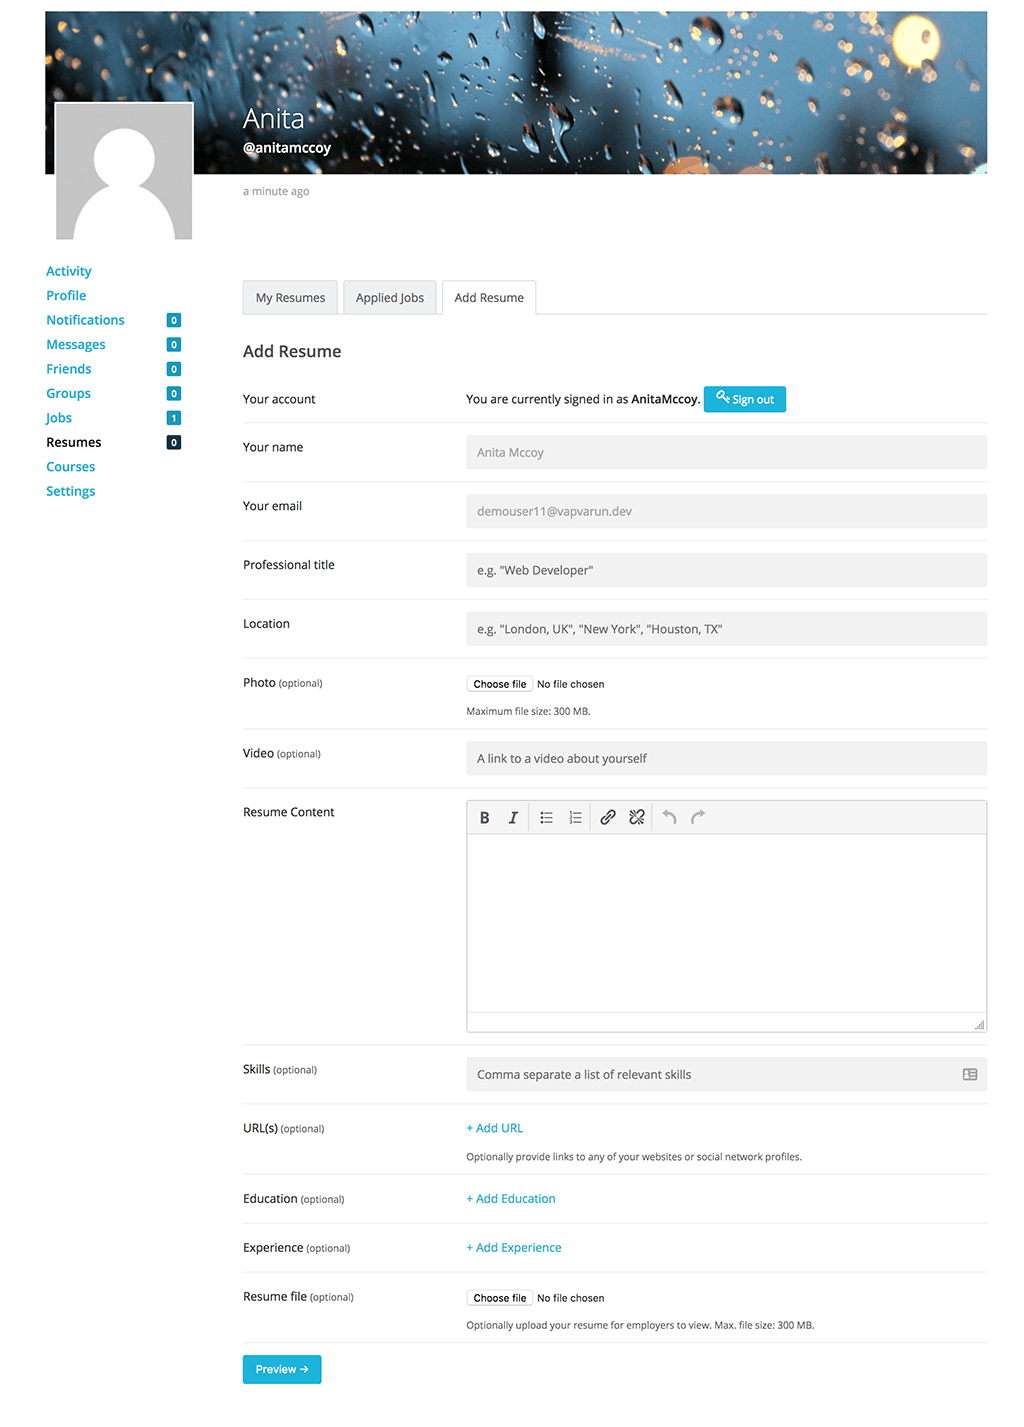 Anita
@anitamccoy
a minute ago
Activity
Profile
Notifications 0
Messages 0
Friends 0
Groups 0
Jobs 1
Resumes 0
Courses
Settings
My Resumes Applied Jobs Add Resume
Add Resume
Your account You are currently signed in as AnitaMccoy. Sign out
Your name Anita Mccoy
Your email demouser11@vapvarun.dev
Professional title e.g. "Web Developer"
Location e.g. "London, UK", "New York", "Houston, TX"
Photo (optional) Choose file No file chosen
Maximum file size: 300 MB.
Video (optional) A link to a video about yourself
Resume Content B I
Skills (optional) Comma separate a list of relevant skills
URL(s) (optional) + Add URL
Optionally provide links to any of your websites or social network profiles.
Education (optional) + Add Education
Experience (optional) + Add Experience
Resume file (optional) Choose file No file chosen
Optionally upload your resume for employers to view. Max. file size: 300 MB.
Preview →